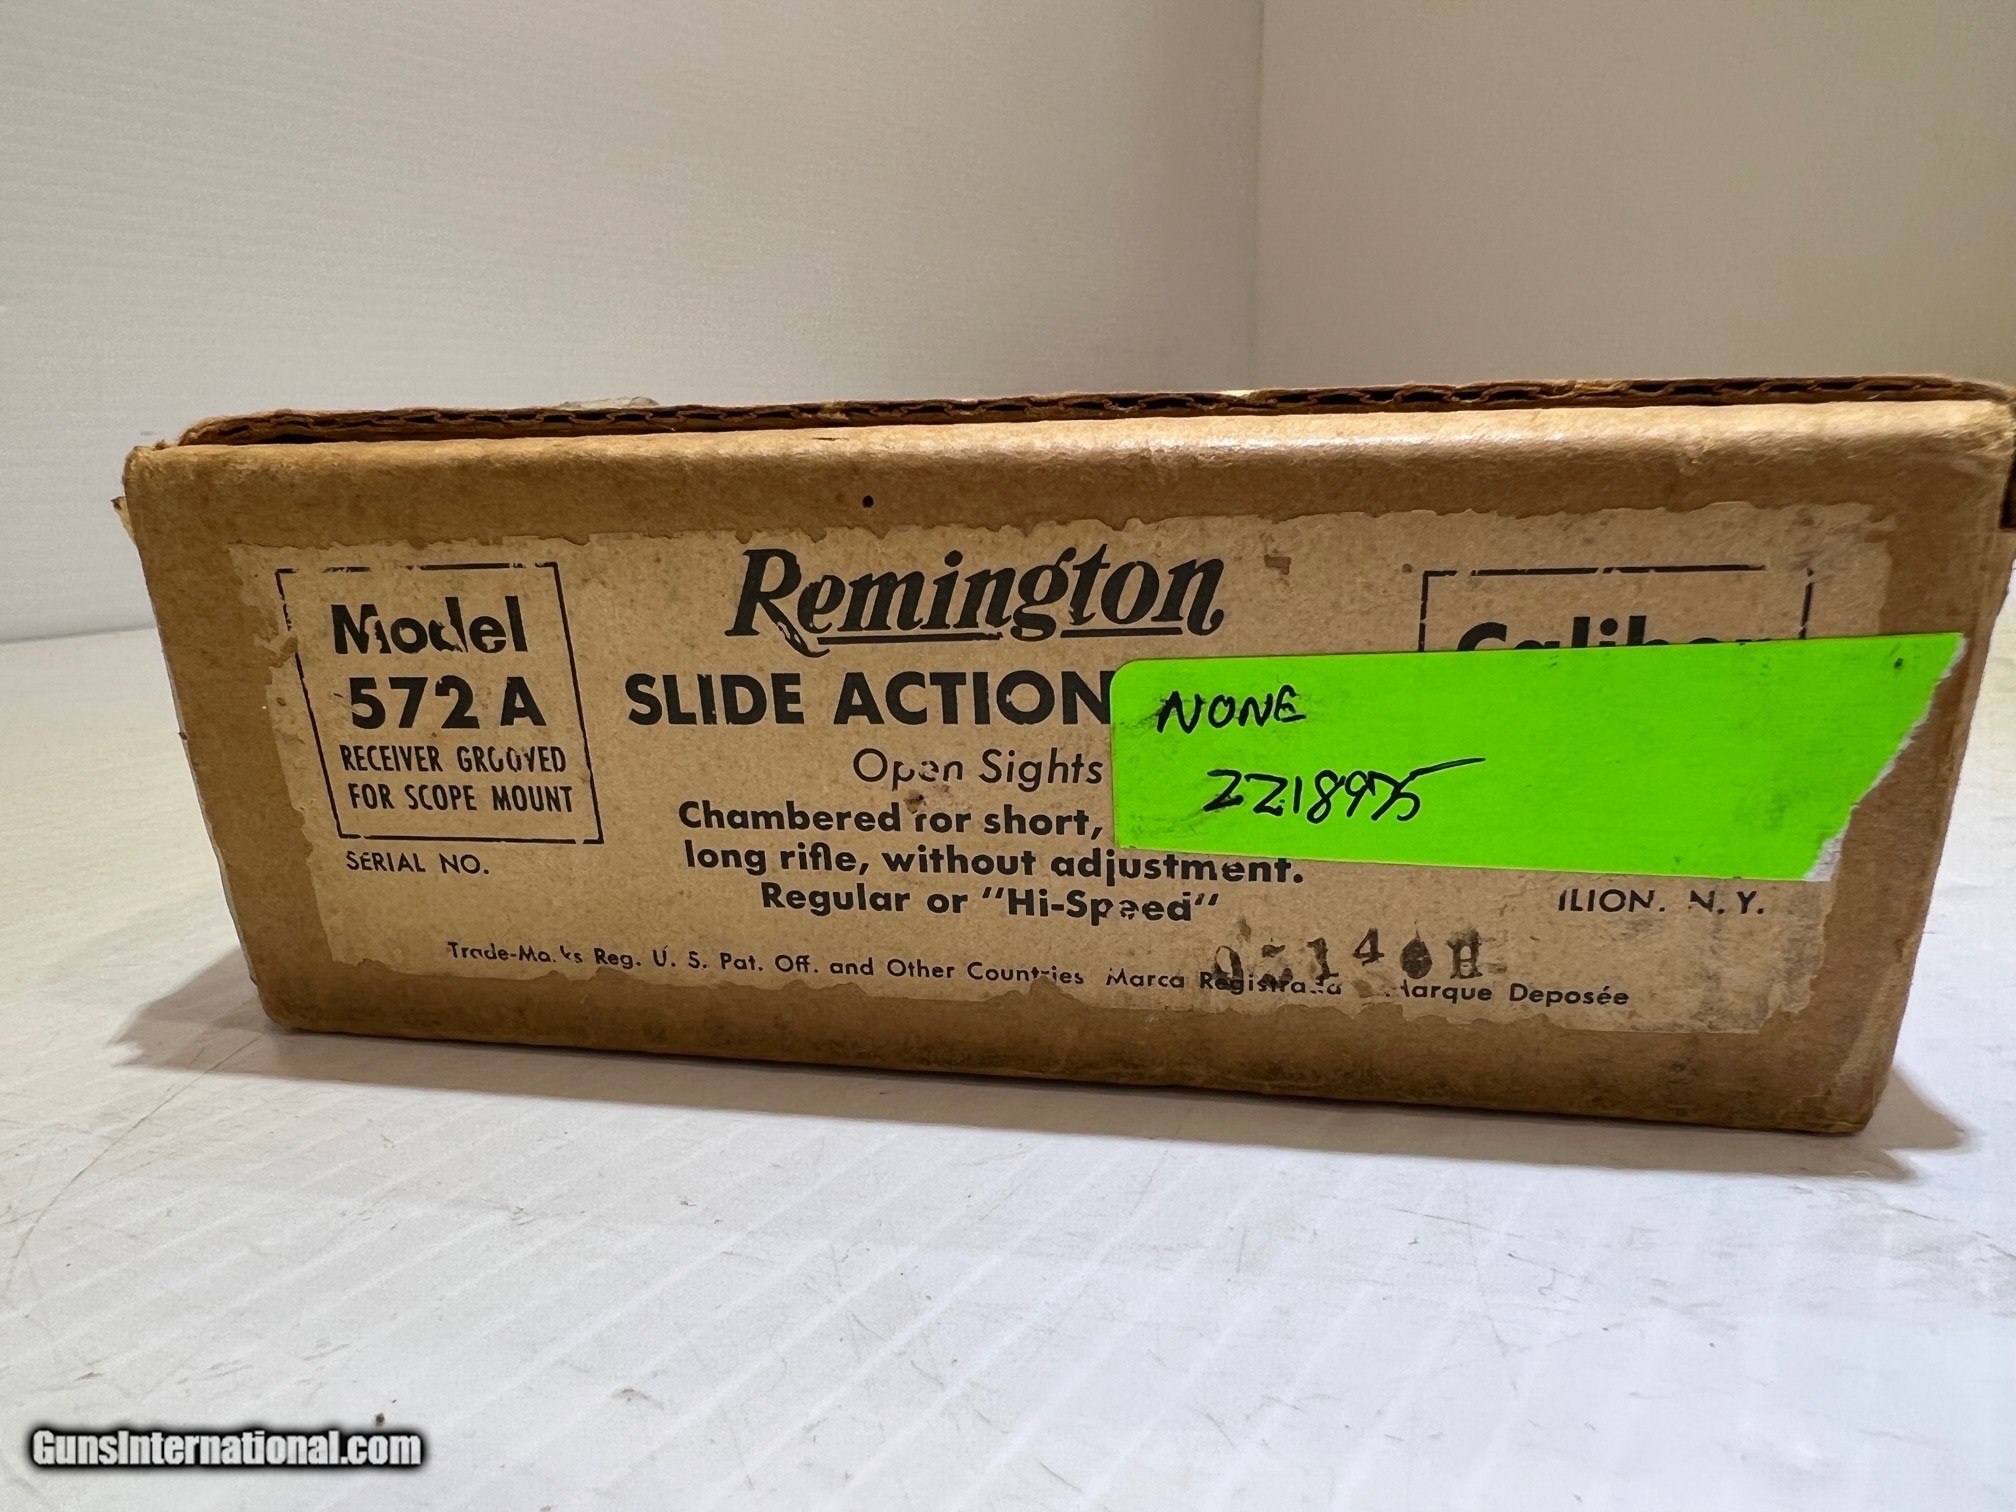 Model
572 A
RECEIVER GROOVED
FOR SCOPE MOUNT
SERIAL NO.
Remington
SLIDE ACTION
Open Sights
Chambered for short,
long rifle, without adjustment.
Regular or "Hi-Speed"
Caliber
NONE
ILION. N. Y.
Trade-Marks Reg. U. S. Pat. Off. and Other Countries Marca Registrada Marque Deposée
GunsInternational.com